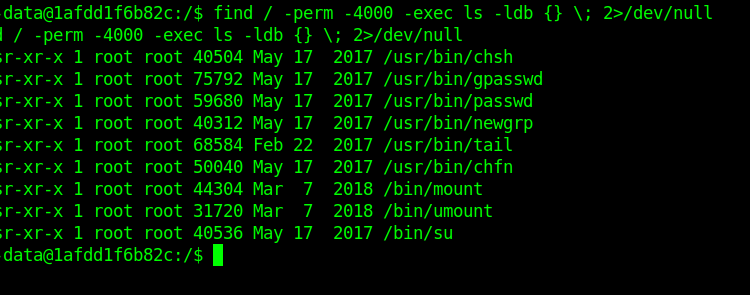 -data@1afdd1f6b82c:/$ find / -perm -4000 -exec ls -ldb {} \; 2>/dev/null
d / -perm -4000 -exec ls -ldb {} \; 2>/dev/null
sr-xr-x 1 root root 40504 May 17  2017 /usr/bin/chsh
sr-xr-x 1 root root 75792 May 17  2017 /usr/bin/gpasswd
sr-xr-x 1 root root 59680 May 17  2017 /usr/bin/passwd
sr-xr-x 1 root root 40312 May 17  2017 /usr/bin/newgrp
sr-xr-x 1 root root 68584 Feb 22  2017 /usr/bin/tail
sr-xr-x 1 root root 50040 May 17  2017 /usr/bin/chfn
sr-xr-x 1 root root 44304 Mar  7  2018 /bin/mount
sr-xr-x 1 root root 31720 Mar  7  2018 /bin/umount
sr-xr-x 1 root root 40536 May 17  2017 /bin/su
-data@1afdd1f6b82c:/$